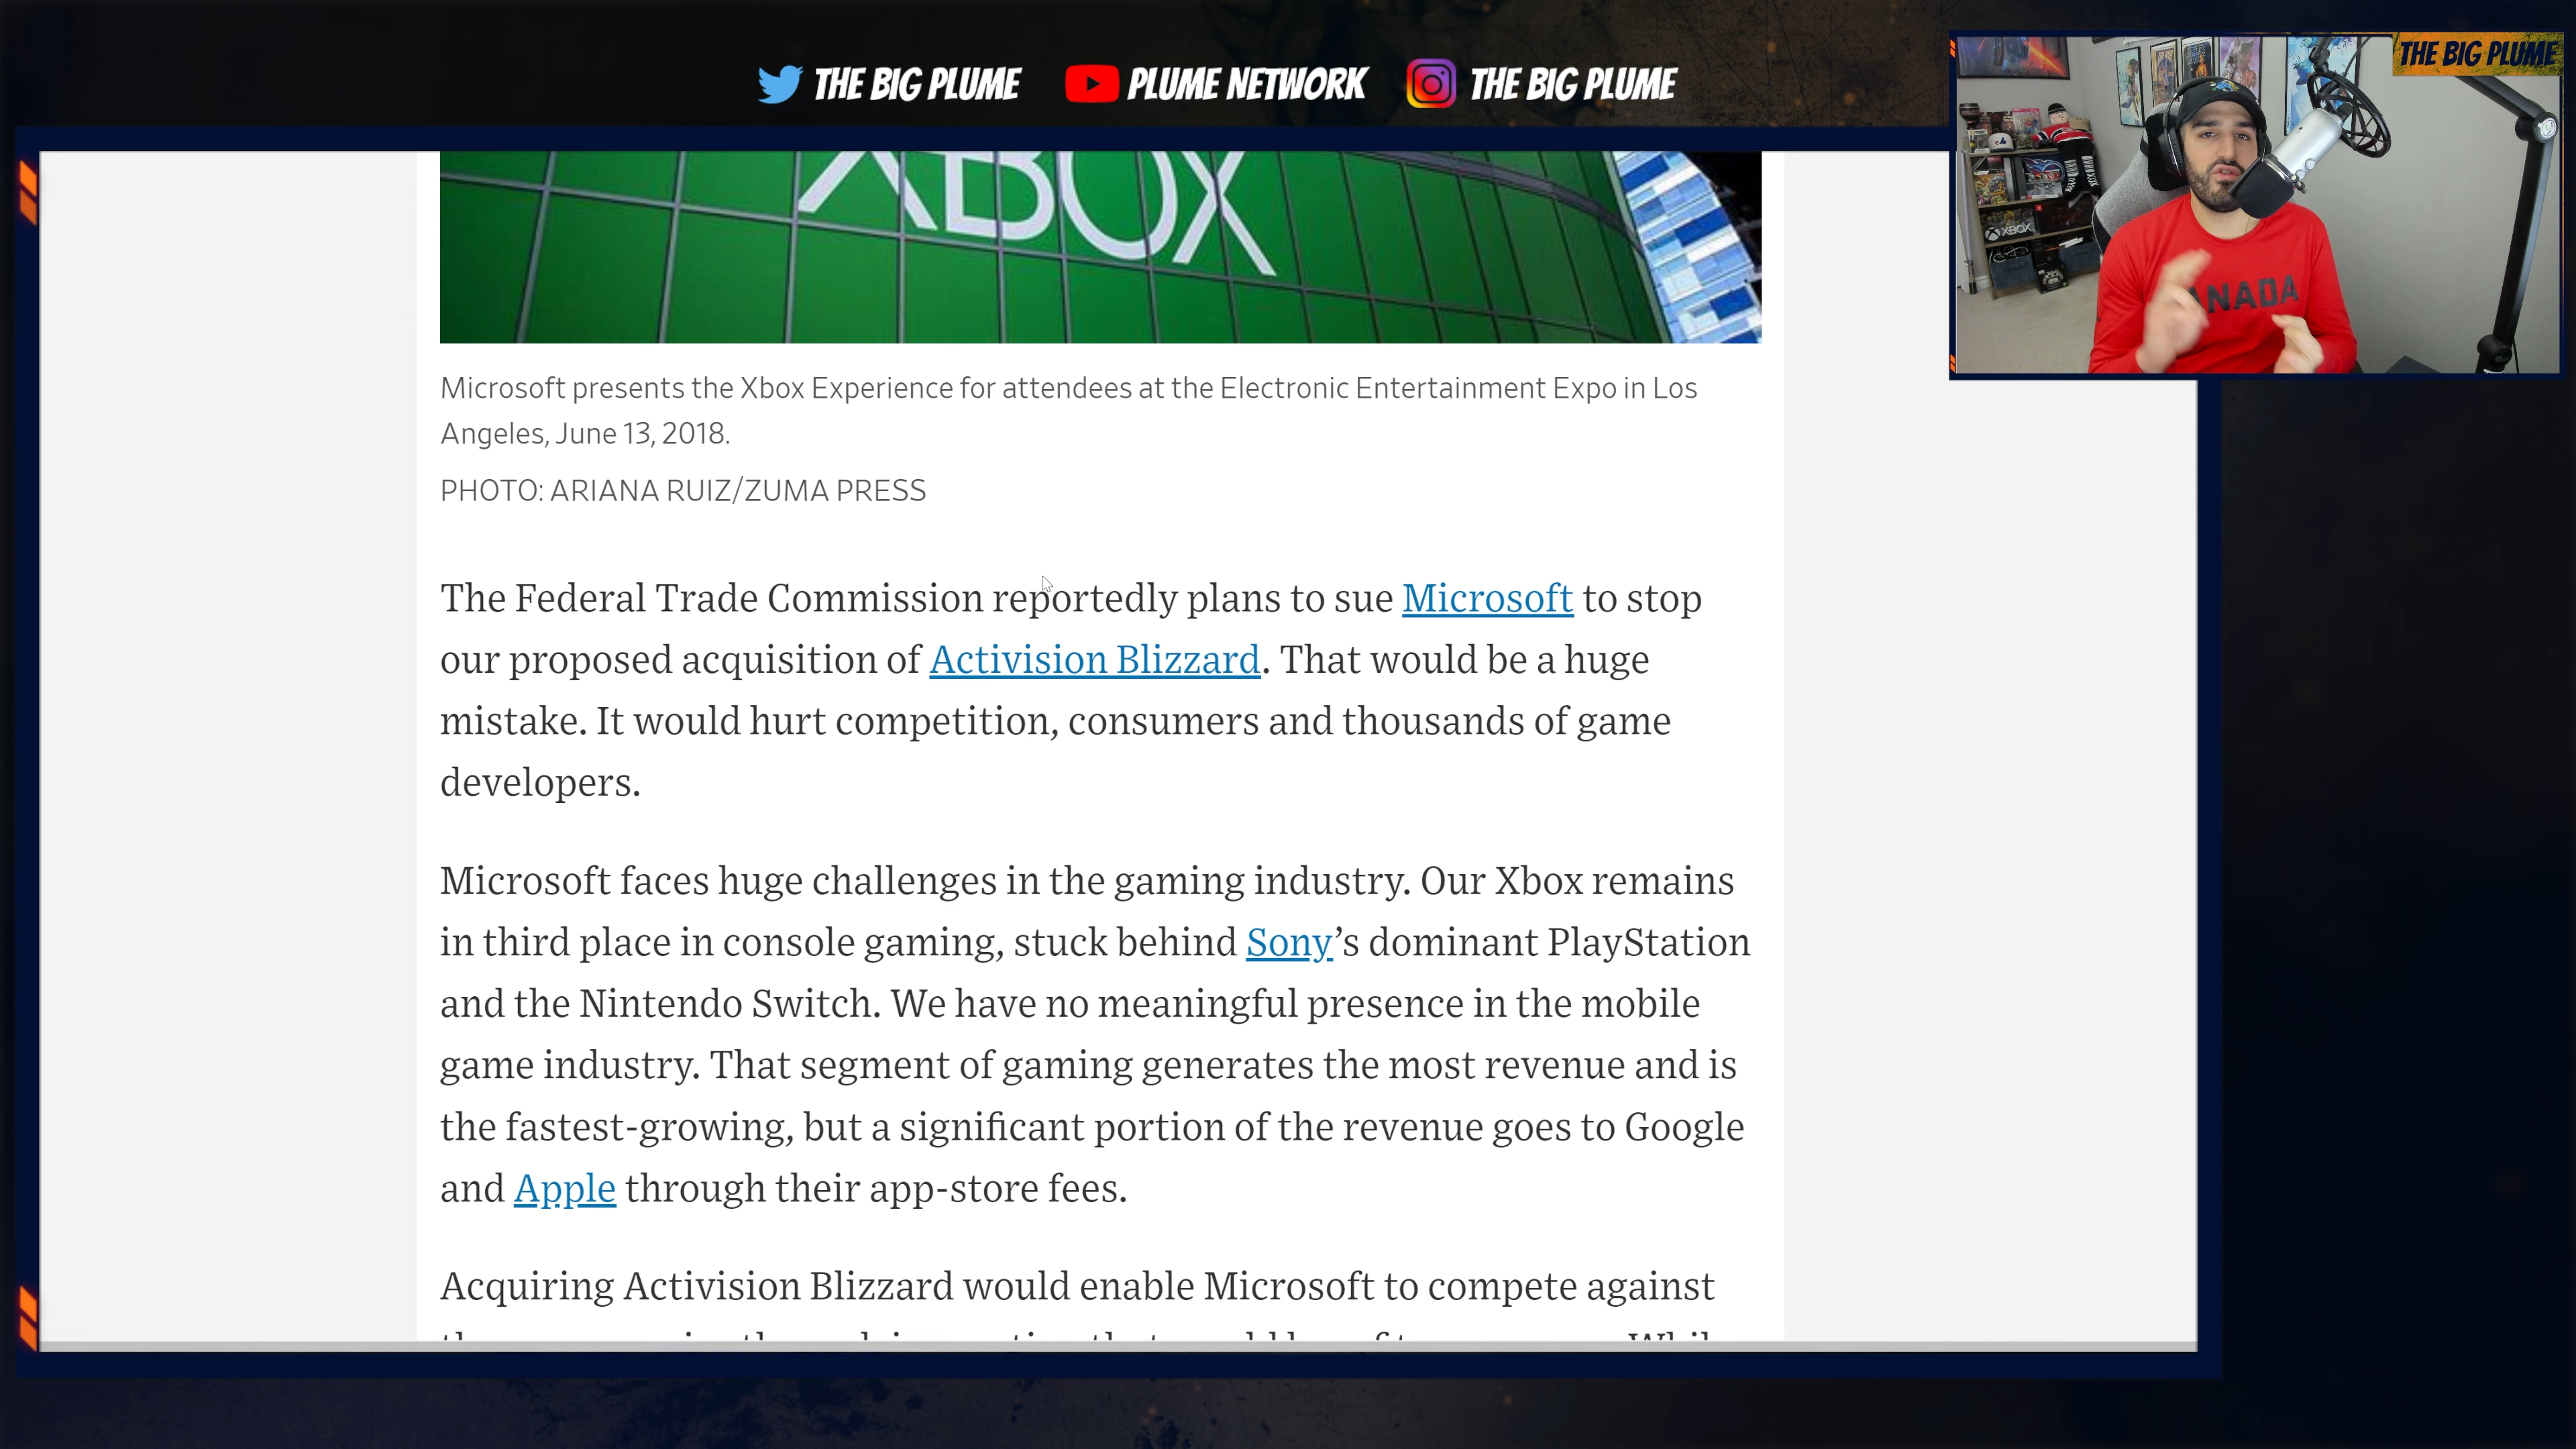 THE BIG PLUME
PLUME NETWORK
THE BIG PLUME
THE BIG PLUME
XBOX
CANADA
XBOX
Microsoft presents the Xbox Experience for attendees at the Electronic Entertainment Expo in Los
Angeles, June 13, 2018.
PHOTO: ARIANA RUIZ/ZUMA PRESS
The Federal Trade Commission reportedly plans to sue Microsoft to stop
our proposed acquisition of Activision Blizzard. That would be a huge
mistake. It would hurt competition, consumers and thousands of game
developers.
Microsoft faces huge challenges in the gaming industry. Our Xbox remains
in third place in console gaming, stuck behind Sony’s dominant PlayStation
and the Nintendo Switch. We have no meaningful presence in the mobile
game industry. That segment of gaming generates the most revenue and is
the fastest-growing, but a significant portion of the revenue goes to Google
and Apple through their app-store fees.
Acquiring Activision Blizzard would enable Microsoft to compete against